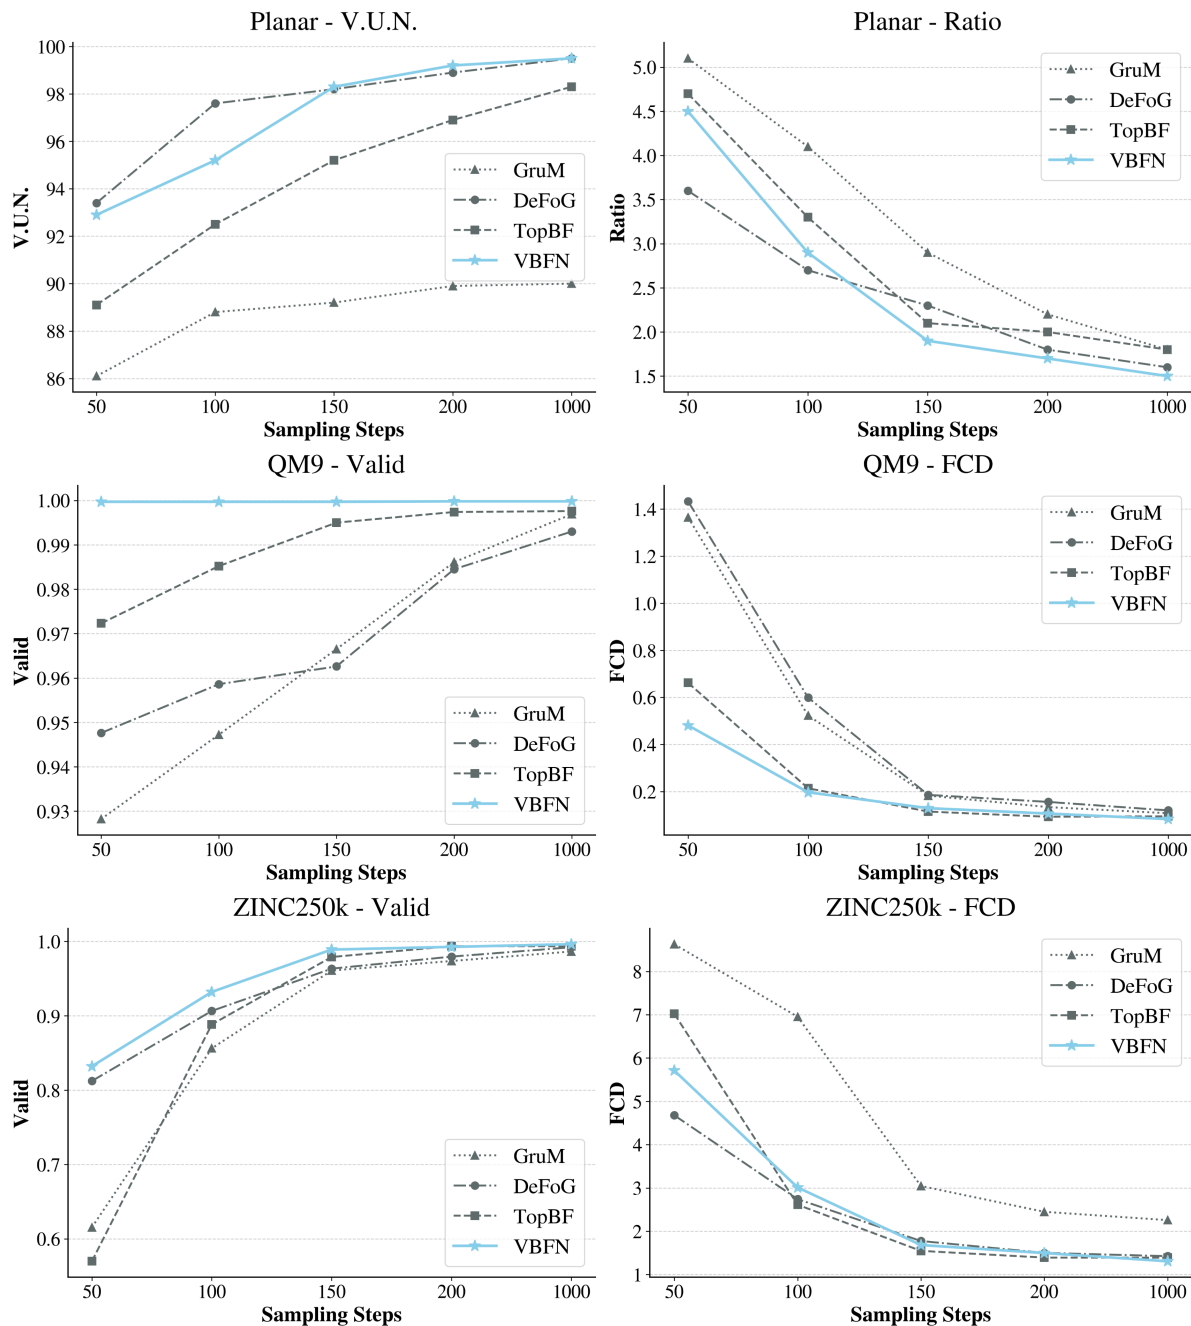 Planar - V.U.N.
100
98
96
94
92
90
88
86
V.U.N.
GruM
DeFoG
TopBF
VBFN
50 100 150 200 1000
Sampling Steps
Planar - Ratio
5.0
4.5
4.0
3.5
3.0
2.5
2.0
1.5
Ratio
GruM
DeFoG
TopBF
VBFN
50 100 150 200 1000
Sampling Steps
QM9 - Valid
1.00
0.99
0.98
0.97
0.96
0.95
0.94
0.93
Valid
GruM
DeFoG
TopBF
VBFN
50 100 150 200 1000
Sampling Steps
QM9 - FCD
1.4
1.2
1.0
0.8
0.6
0.4
0.2
FCD
GruM
DeFoG
TopBF
VBFN
50 100 150 200 1000
Sampling Steps
ZINC250k - Valid
1.0
0.9
0.8
0.7
0.6
Valid
GruM
DeFoG
TopBF
VBFN
50 100 150 200 1000
Sampling Steps
ZINC250k - FCD
8
7
6
5
4
3
2
1
FCD
GruM
DeFoG
TopBF
VBFN
50 100 150 200 1000
Sampling Steps